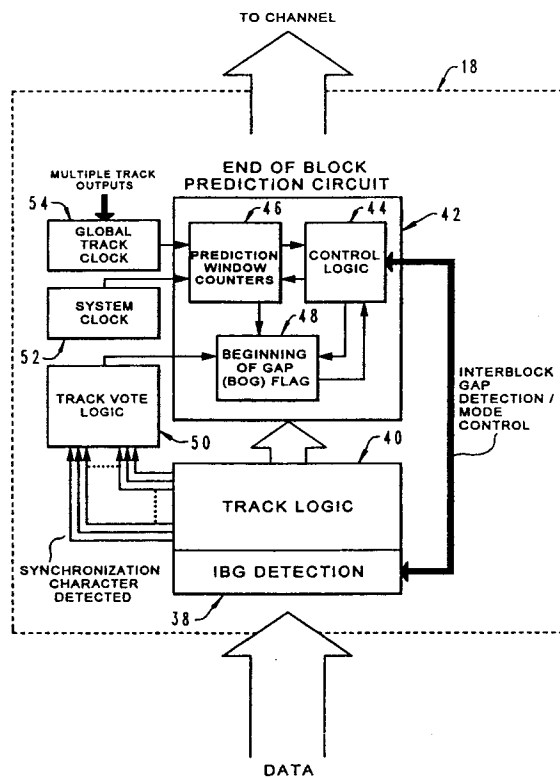 TO CHANNEL
18
END OF BLOCK
PREDICTION CIRCUIT
MULTIPLE TRACK
OUTPUTS
54
GLOBAL
TRACK
CLOCK
46
PREDICTION
WINDOW
COUNTERS
44
CONTROL
LOGIC
42
SYSTEM
CLOCK
52
48
BEGINNING
OF GAP
(BOG) FLAG
TRACK VOTE
LOGIC
50
INTERBLOCK
GAP
DETECTION /
MODE
CONTROL
40
TRACK LOGIC
SYNCHRONIZATION
CHARACTER
DETECTED
IBG DETECTION
38
DATA